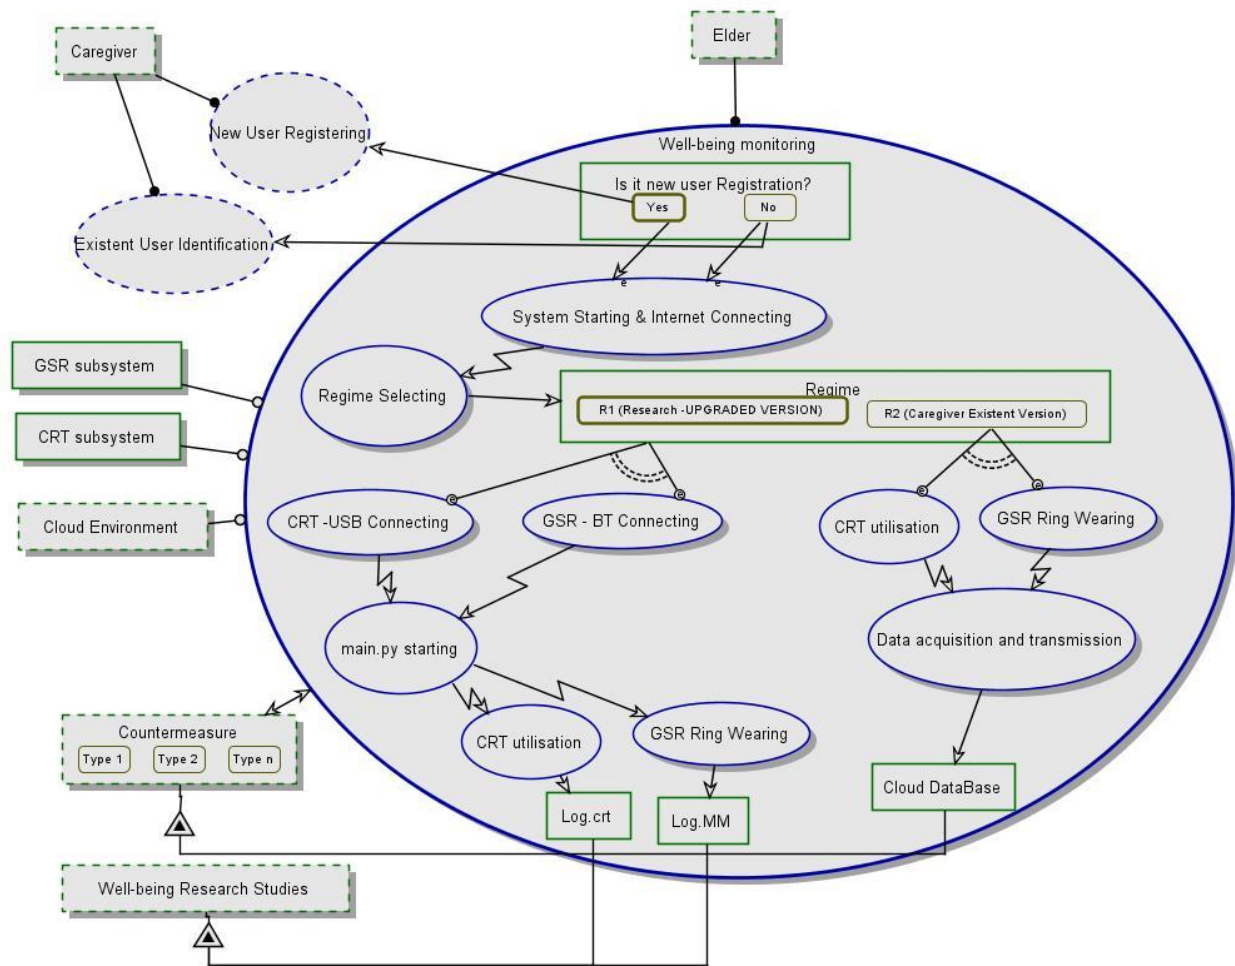 Caregiver
Elder
New User Registering
Well-being monitoring
Is it new user Registration?
Yes
No
Existent User Identification
e
e
System Starting & Internet Connecting
GSR subsystem
Regime Selecting
Regime
R1 (Research -UPGRADED VERSION)
R2 (Caregiver Existent Version)
CRT subsystem
e
e
e
e
Cloud Environment
CRT -USB Connecting
GSR - BT Connecting
CRT utilisation
GSR Ring Wearing
main.py starting
Data acquisition and transmission
Countermeasure
Type 1
Type 2
Type n
CRT utilisation
GSR Ring Wearing
Cloud DataBase
Log.crt
Log.MM
Well-being Research Studies